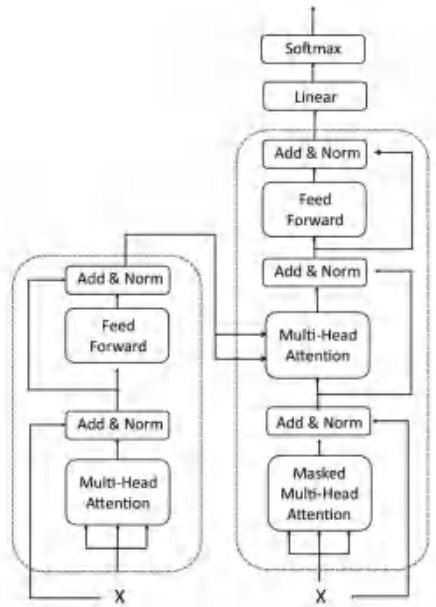 Softmax
Linear
Add & Norm
Feed
Forward
Add & Norm
Multi-Head
Attention
Add & Norm
Masked
Multi-Head
Attention
X
Add & Norm
Feed
Forward
Add & Norm
Multi-Head
Attention
X